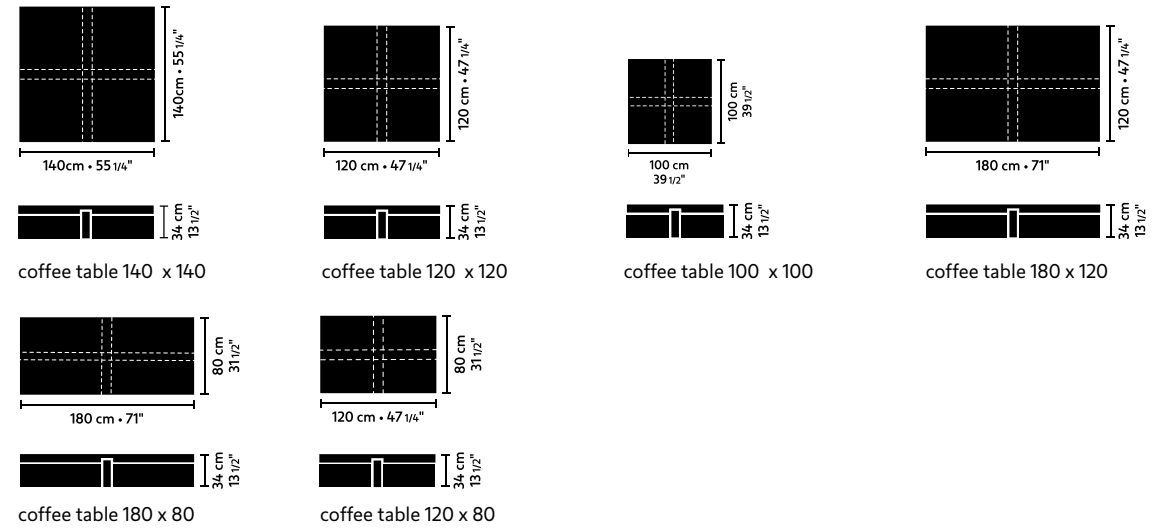 140cm • 55 1/4"
140cm • 55 1/4"
34 cm
13 1/2"
coffee table 140 x 140
120 cm • 47 1/4"
120 cm • 47 1/4"
34 cm
13 1/2"
coffee table 120 x 120
100 cm
39 1/2"
100 cm
39 1/2"
34 cm
13 1/2"
coffee table 100 x 100
120 cm • 47 1/4"
180 cm • 71"
34 cm
13 1/2"
coffee table 180 x 120
80 cm
31 1/2"
180 cm • 71"
34 cm
13 1/2"
coffee table 180 x 80
80 cm
31 1/2"
120 cm • 47 1/4"
34 cm
13 1/2"
coffee table 120 x 80